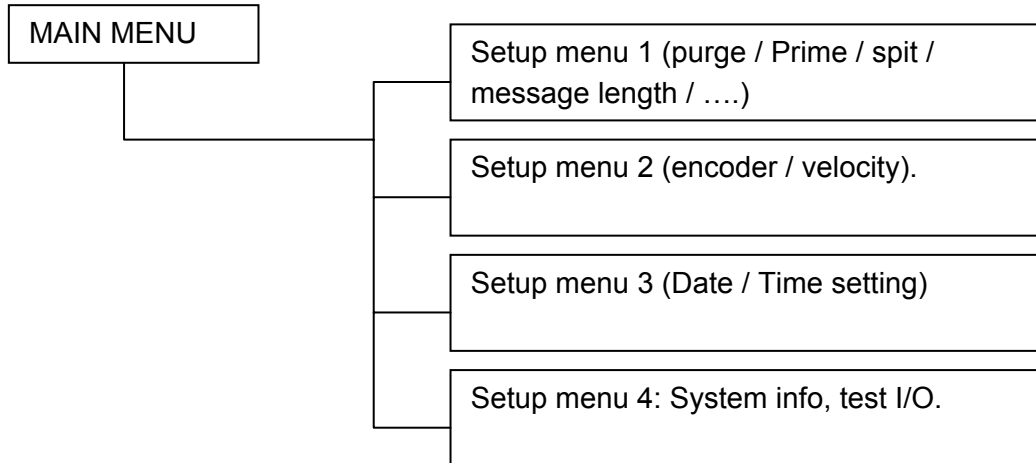 MAIN MENU
Setup menu 1 (purge / Prime / spit /
message length / ….)
Setup menu 2 (encoder / velocity).
Setup menu 3 (Date / Time setting)
Setup menu 4: System info, test I/O.